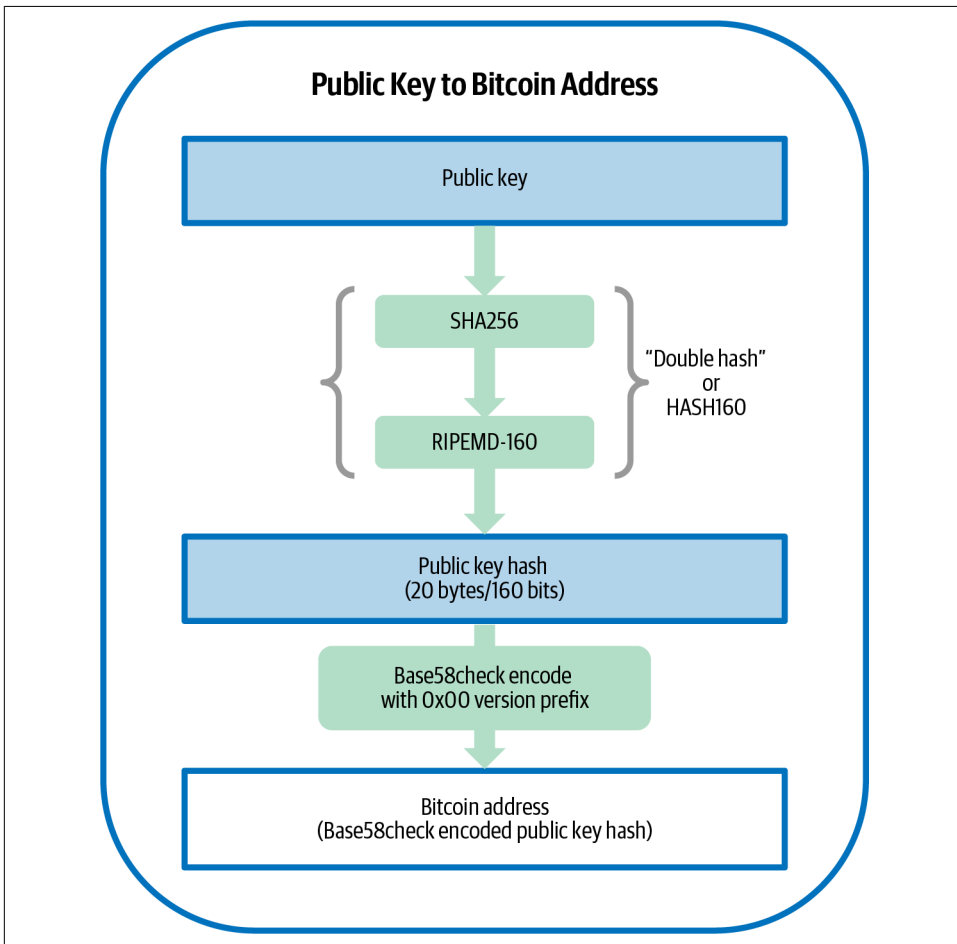 Public Key to Bitcoin Address
Public key
SHA256
“Double hash”
or
HASH160
RIPEMD-160
Public key hash
(20 bytes/160 bits)
Base58check encode
with 0x00 version prefix
Bitcoin address
(Base58check encoded public key hash)